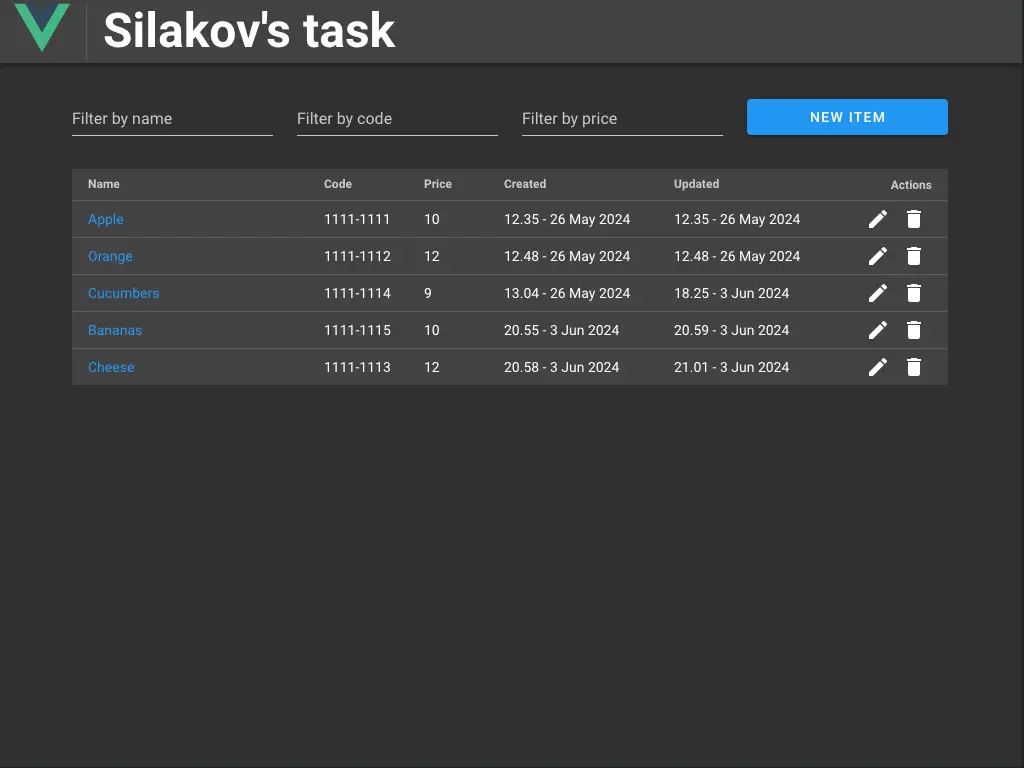 Silakov's task
Filter by name Filter by code Filter by price NEW ITEM
Name Code Price Created Updated Actions
Apple 1111-1111 10 12.35 - 26 May 2024 12.35 - 26 May 2024
Orange 1111-1112 12 12.48 - 26 May 2024 12.48 - 26 May 2024
Cucumbers 1111-1114 9 13.04 - 26 May 2024 18.25 - 3 Jun 2024
Bananas 1111-1115 10 20.55 - 3 Jun 2024 20.59 - 3 Jun 2024
Cheese 1111-1113 12 20.58 - 3 Jun 2024 21.01 - 3 Jun 2024